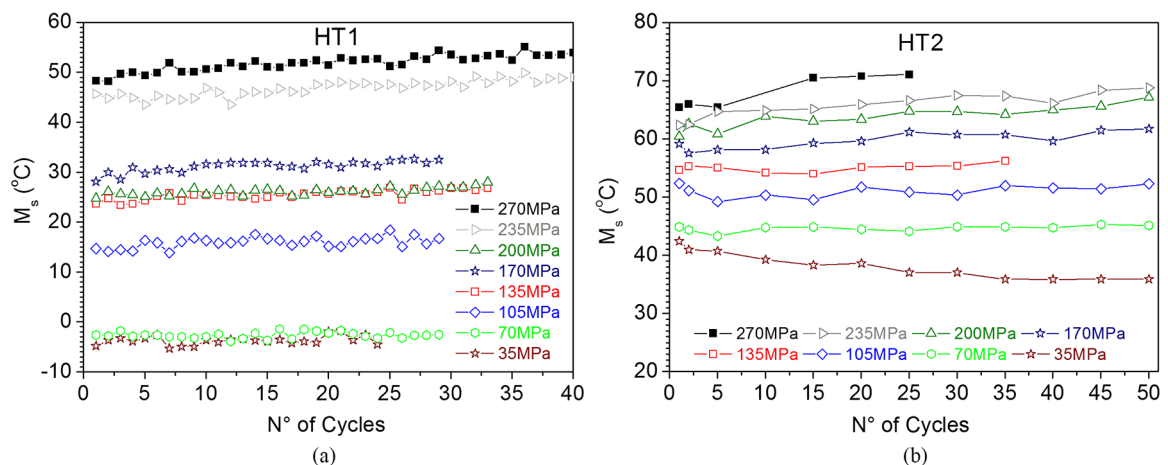 (a)
HT1
60
50
40
30
20
10
0
-10
Ms (°C)
270MPa
235MPa
200MPa
170MPa
135MPa
105MPa
70MPa
35MPa
0 5 10 15 20 25 30 35 40
N° of Cycles
(a)
(b)
HT2
80
70
60
50
40
30
20
Ms (°C)
270MPa 235MPa 200MPa 170MPa
135MPa 105MPa 70MPa 35MPa
0 5 10 15 20 25 30 35 40 45 50
N° of Cycles
(b)